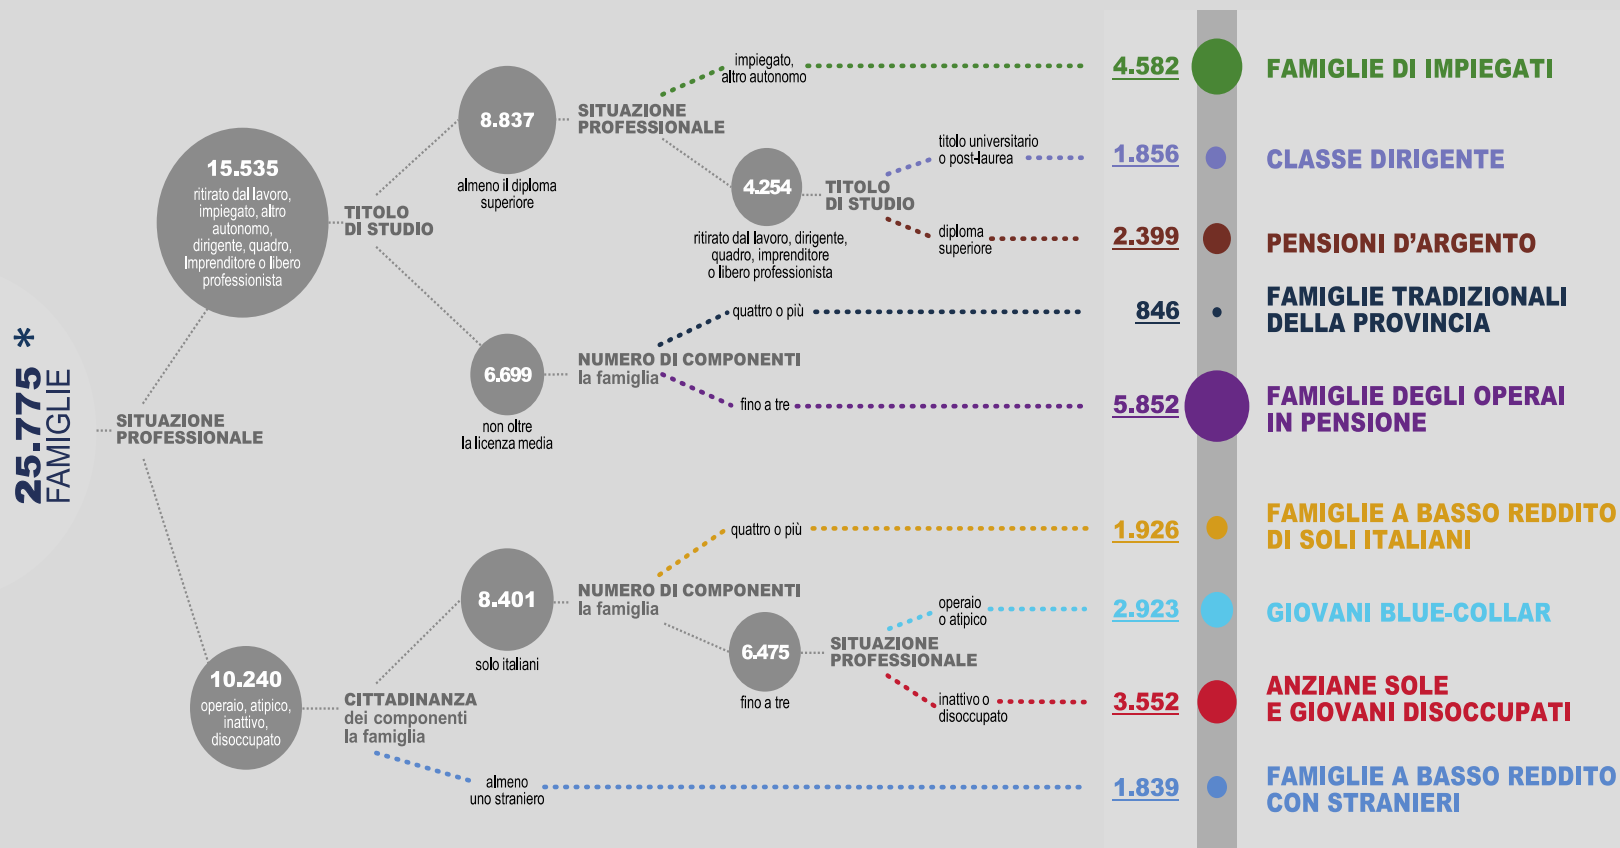 25.775 *
FAMIGLIE
SITUAZIONE
PROFESSIONALE
15.535
ritirato dal lavoro,
impiegato, altro
autonomo,
dirigente, quadro,
Imprenditore o libero
professionista
TITOLO
DI STUDIO
8.837
almeno il diploma
superiore
SITUAZIONE
PROFESSIONALE
impiegato,
altro autonomo
4.582
FAMIGLIE DI IMPIEGATI
4.254
ritirato dal lavoro, dirigente,
quadro, imprenditore
o libero professionista
TITOLO
DI STUDIO
titolo universitario
o post-laurea
1.856
CLASSE DIRIGENTE
diploma
superiore
2.399
PENSIONI D’ARGENTO
6.699
non oltre
la licenza media
NUMERO DI COMPONENTI
la famiglia
quattro o più
846
FAMIGLIE TRADIZIONALI
DELLA PROVINCIA
fino a tre
5.852
FAMIGLIE DEGLI OPERAI
IN PENSIONE
10.240
operaio, atipico,
inattivo,
disoccupato
CITTADINANZA
dei componenti
la famiglia
8.401
solo italiani
NUMERO DI COMPONENTI
la famiglia
quattro o più
1.926
FAMIGLIE A BASSO REDDITO
DI SOLI ITALIANI
6.475
fino a tre
SITUAZIONE
PROFESSIONALE
operaio
o atipico
2.923
GIOVANI BLUE-COLLAR
inattivo o
disoccupato
3.552
ANZIANE SOLE
E GIOVANI DISOCCUPATI
almeno
uno straniero
1.839
FAMIGLIE A BASSO REDDITO
CON STRANIERI